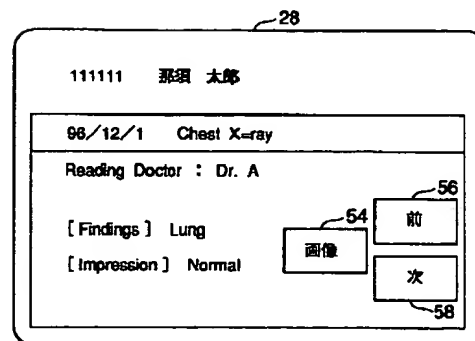 28
111111 那須 太郎
96/12/1 Chest X=ray
Reading Doctor : Dr. A
56
前
54
[Findings] Lung
画像
[Impression] Normal
次
58